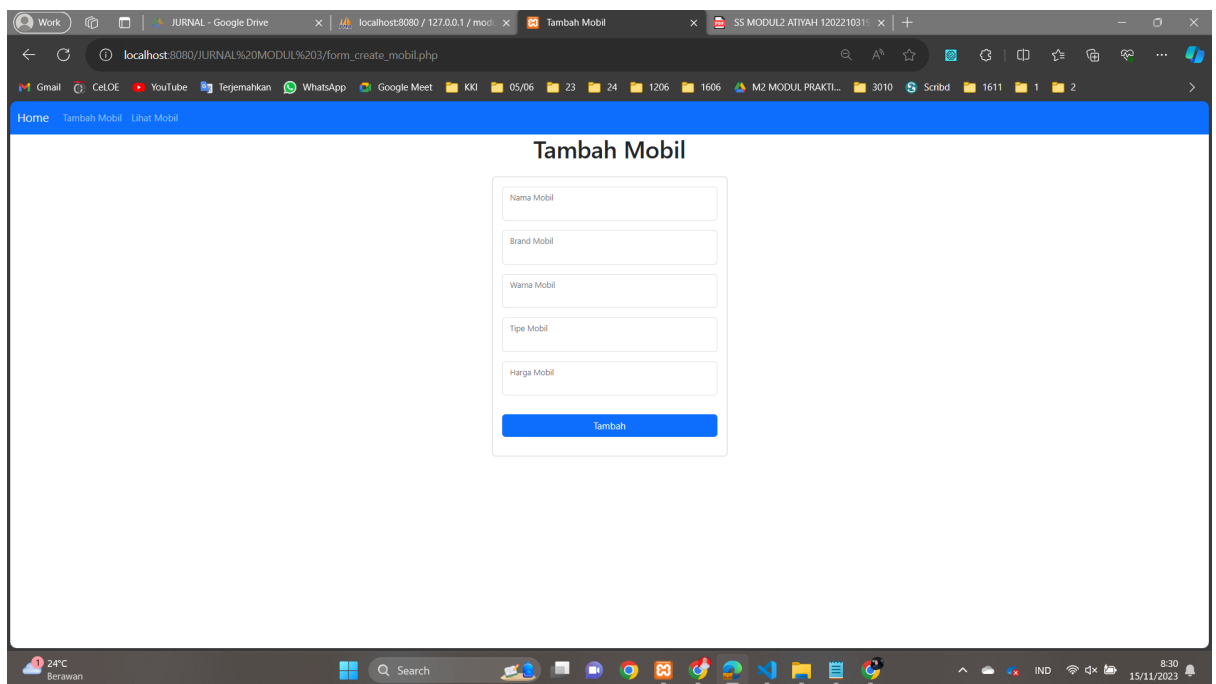 Work
JURNAL - Google Drive
localhost:8080 / 127.0.0.1 / mod
Tambah Mobil
SS MODUL2 ATIYAH 120221031
localhost:8080/JURNAL%20MODUL%203/form_create_mobil.php
Gmail CeLOE YouTube Terjemahkan WhatsApp Google Meet KKI 05/06 23 24 1206 1606 M2 MODUL PRAKTI... 3010 Scribd 1611 1 2
Home Tambah Mobil Lihat Mobil
Tambah Mobil
Nama Mobil
Brand Mobil
Warna Mobil
Tipe Mobil
Harga Mobil
Tambah
1
24°C
Berawan
Search
IND
8:30
15/11/2023